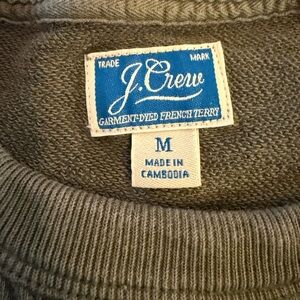 TRADE MARK
J. Crew
GARMENT-DYED FRENCH TERRY
M
MADE IN
CAMBODIA